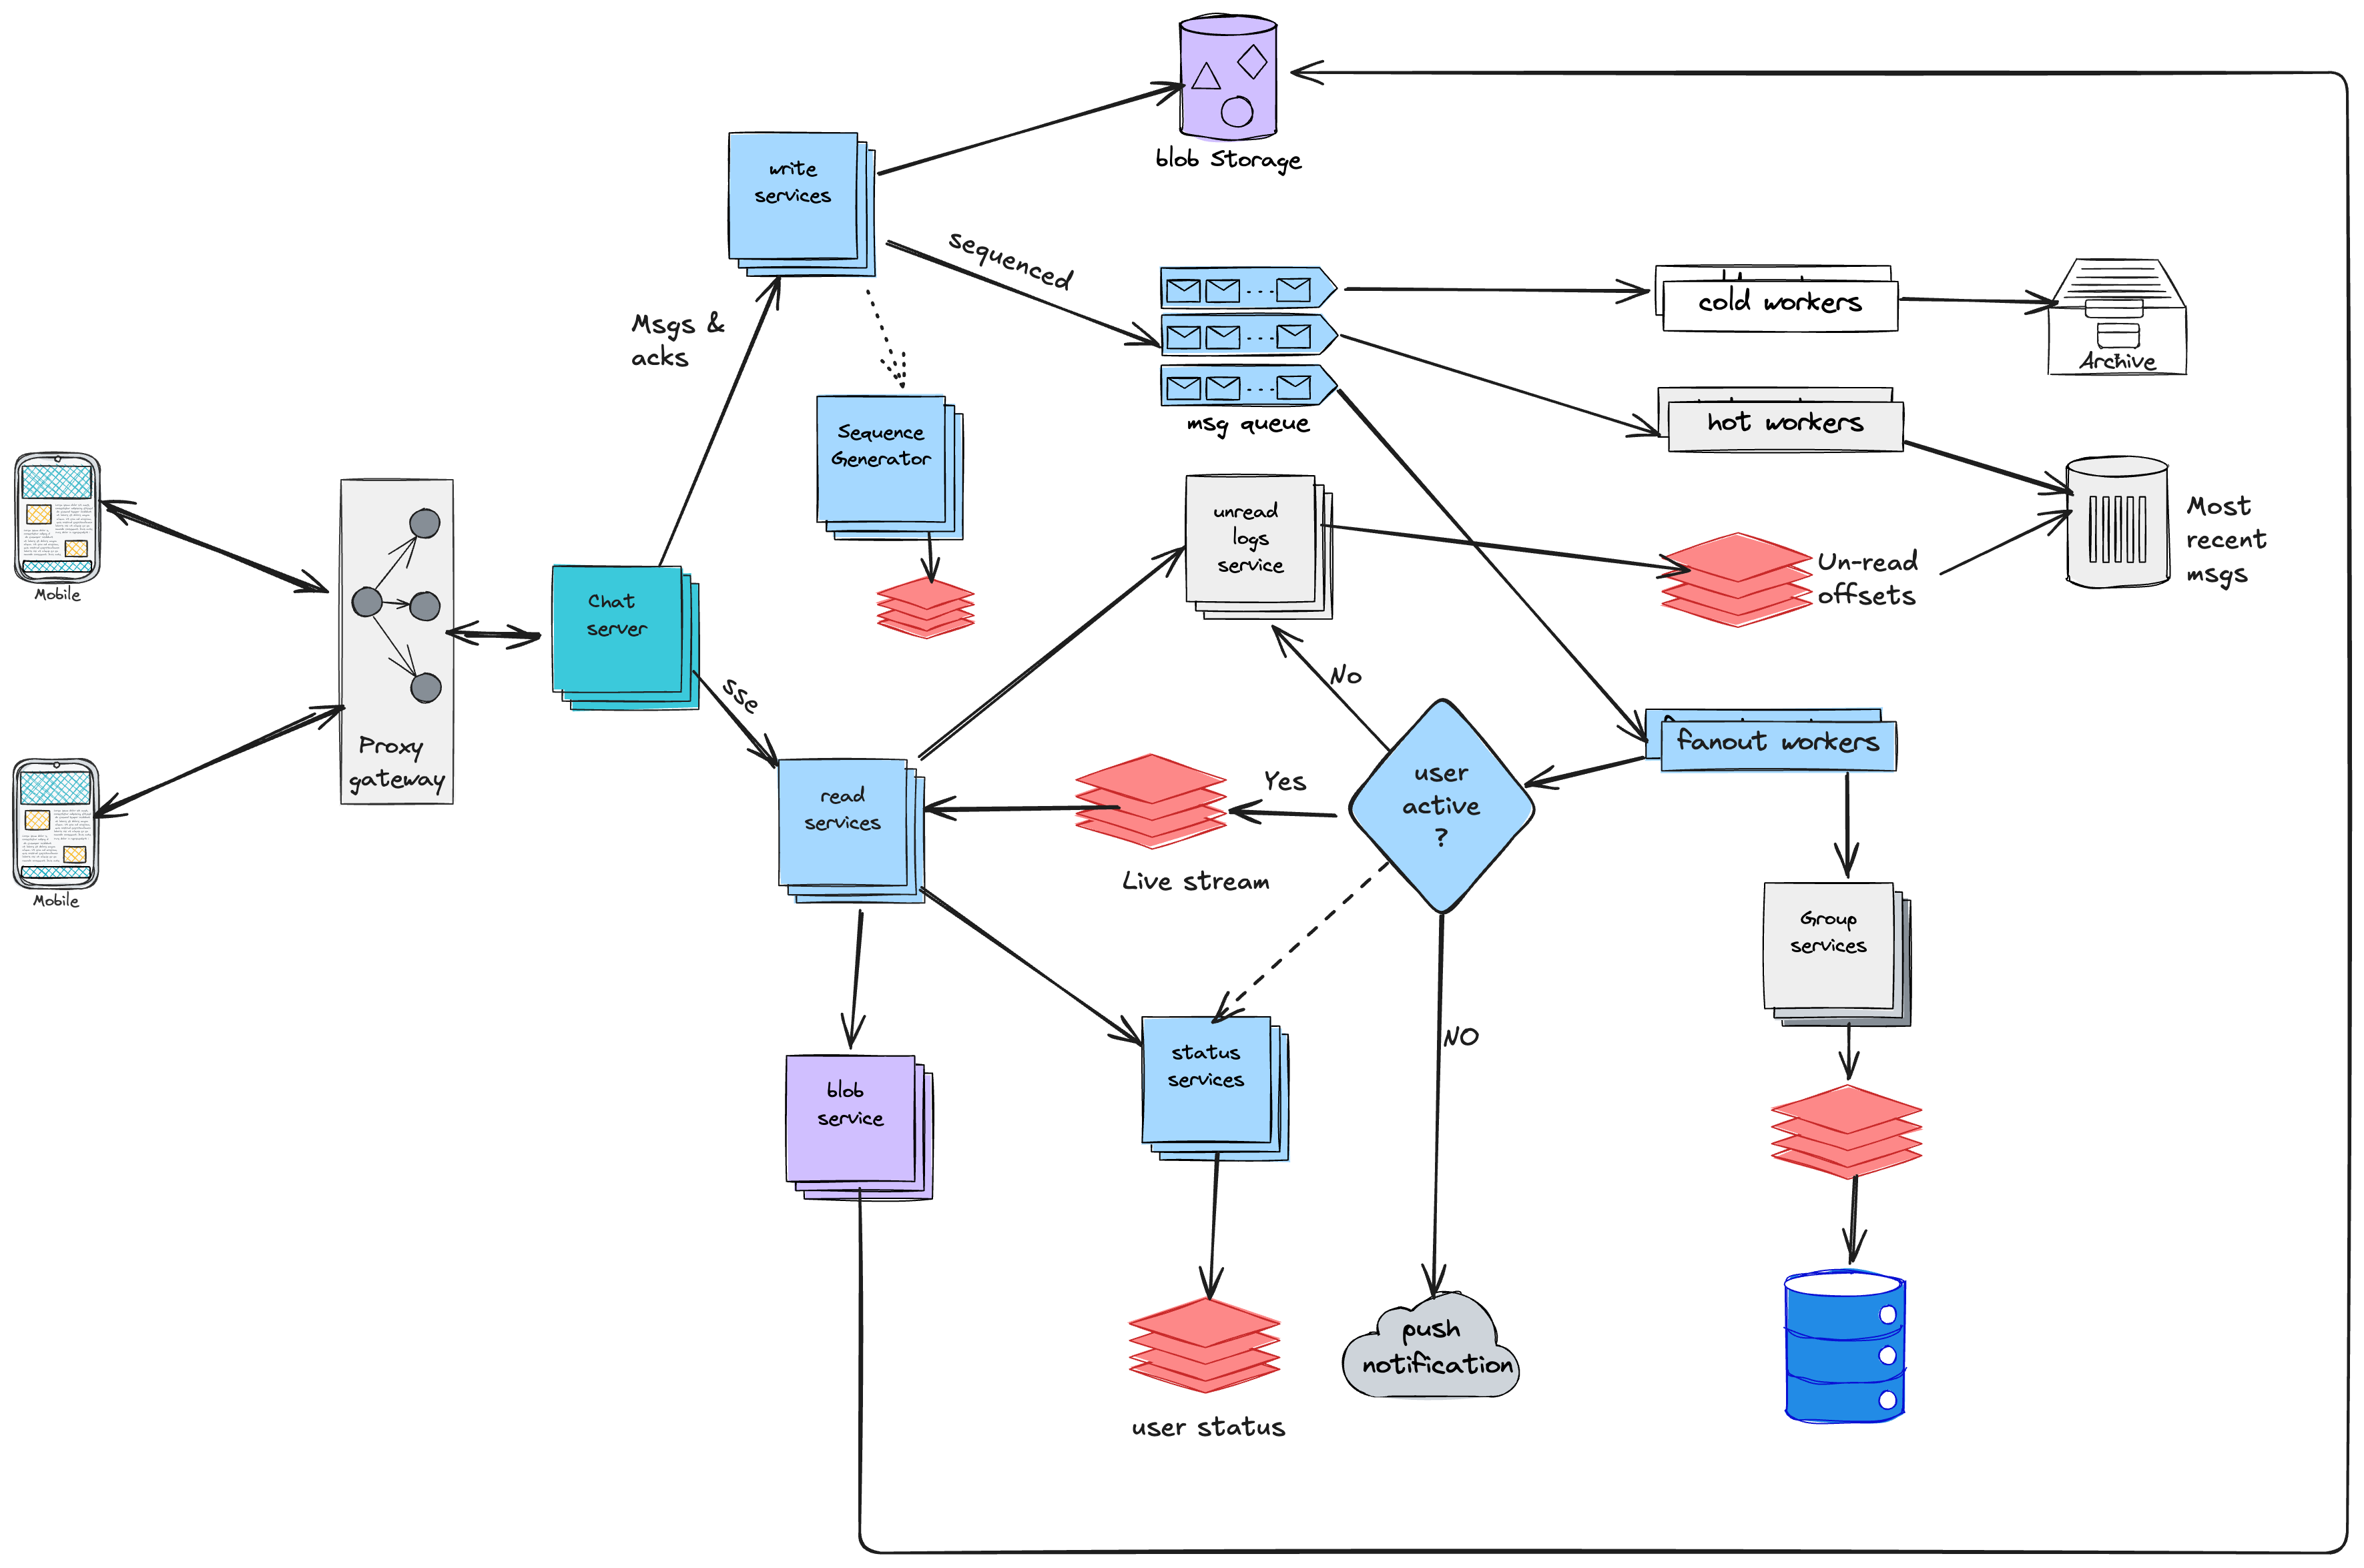 blob Storage
write
services
sequenced
Msgs &
acks
cold workers
Archive
msg queue
hot workers
Sequence
Generator
unread
logs
service
Most
recent
msgs
Un-read
offsets
Mobile
Chat
server
Proxy
gateway
SSe
No
fanout workers
user
active
?
Yes
read
services
Live stream
Mobile
Group
services
NO
status
services
blob
service
push
notification
user status